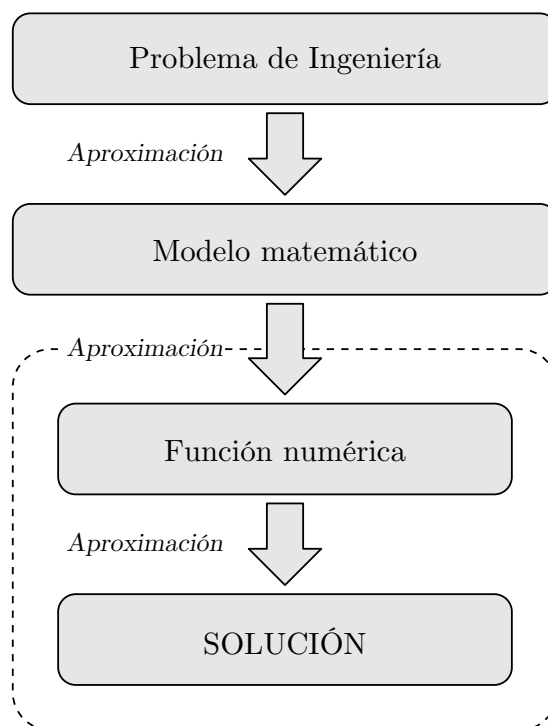 Problema de Ingeniería
Aproximación
Modelo matemático
Aproximación
Función numérica
Aproximación
SOLUCIÓN